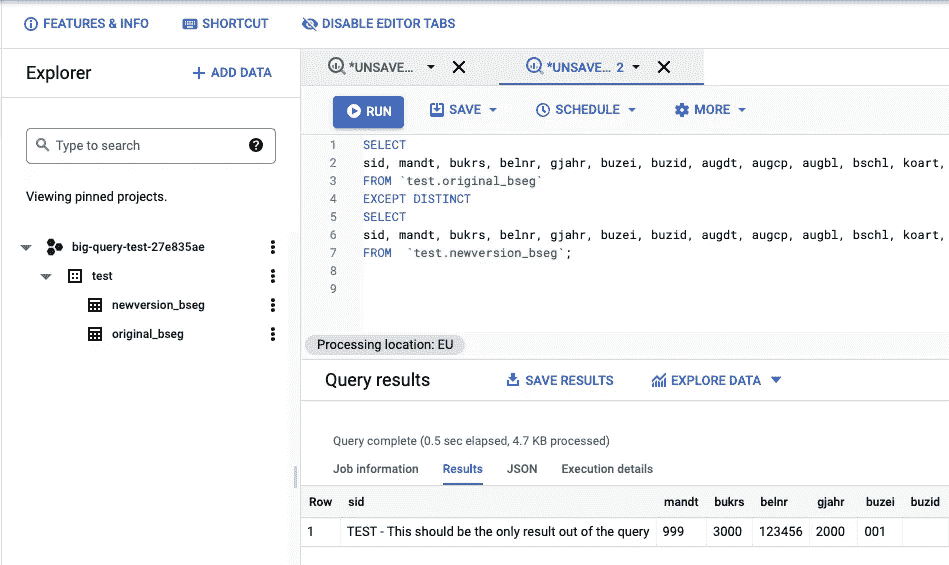 FEATURES & INFO SHORTCUT DISABLE EDITOR TABS
Explorer
ADD DATA
Type to search
Viewing pinned projects.
big-query-test-27e835ae
test
newversion_bseg
original_bseg
*UNSAVE... *UNSAVE... 2
RUN SAVE SCHEDULE MORE
1 SELECT
2 sid, mandt, bukrs, belnr, gjahr, buzei, buzid, augdt, augcp, augbl, bschl, koart,
3 FROM `test.original_bseg`
4 EXCEPT DISTINCT
5 SELECT
6 sid, mandt, bukrs, belnr, gjahr, buzei, buzid, augdt, augcp, augbl, bschl, koart,
7 FROM `test.newversion_bseg`;
8
9
Processing location: EU
Query results SAVE RESULTS EXPLORE DATA
Query complete (0.5 sec elapsed, 4.7 KB processed)
Job information Results JSON Execution details
Row sid mandt bukrs belnr gjahr buzei buzid
1 TEST - This should be the only result out of the query 999 3000 123456 2000 001